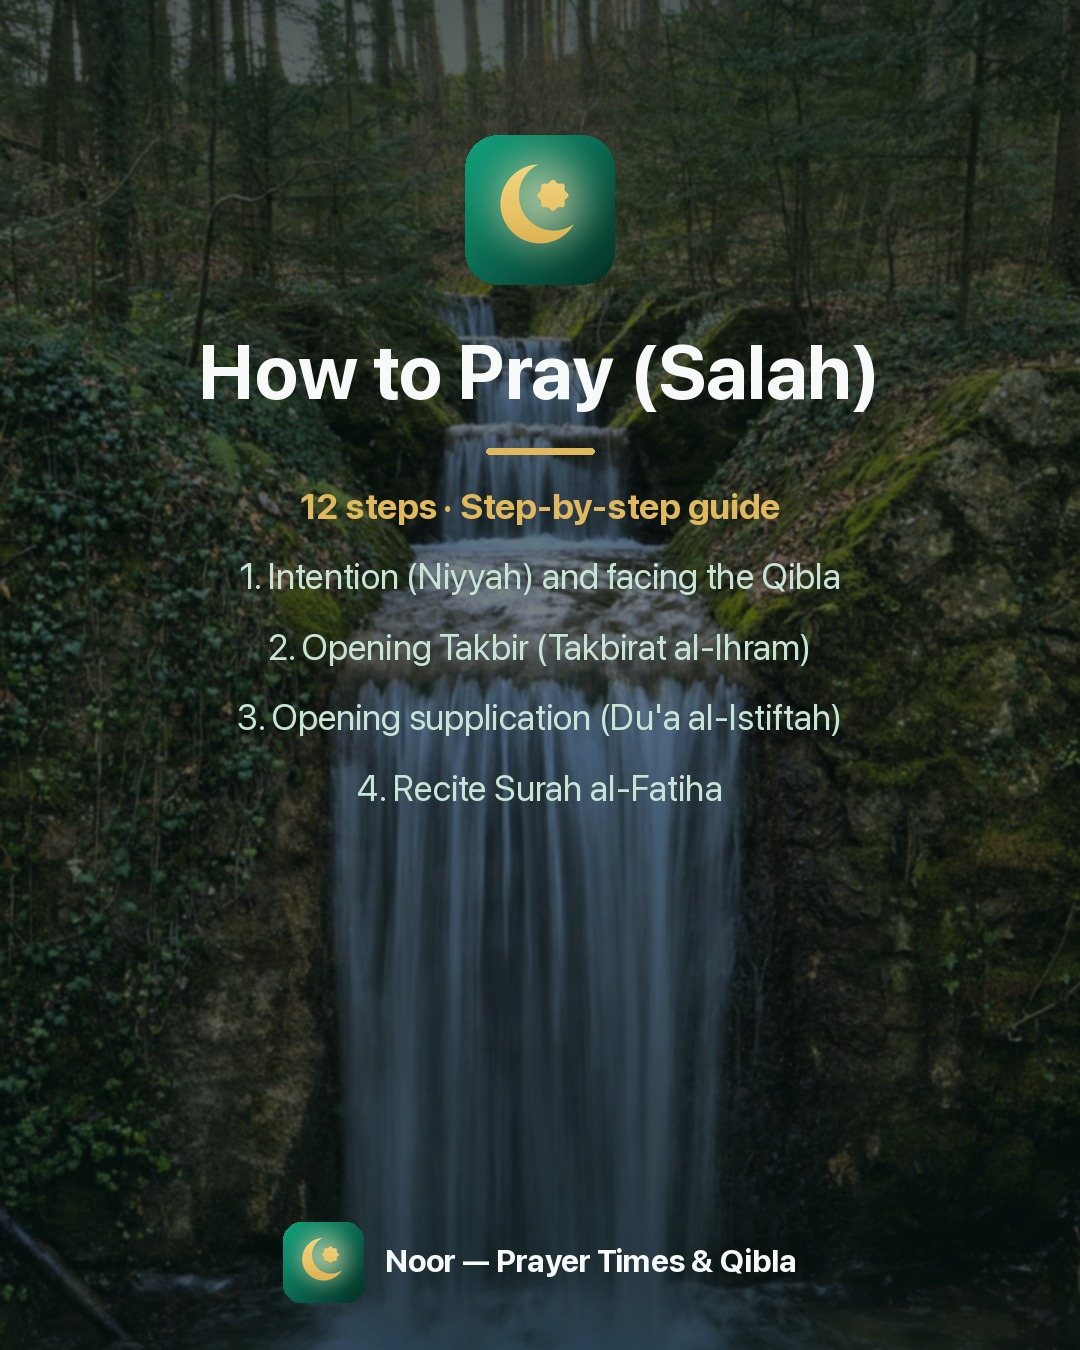 How to Pray (Salah)
12 steps · Step-by-step guide
1. Intention (Niyyah) and facing the Qibla
2. Opening Takbir (Takbirat al-Ihram)
3. Opening supplication (Du'a al-Istiftah)
4. Recite Surah al-Fatiha
Noor — Prayer Times & Qibla